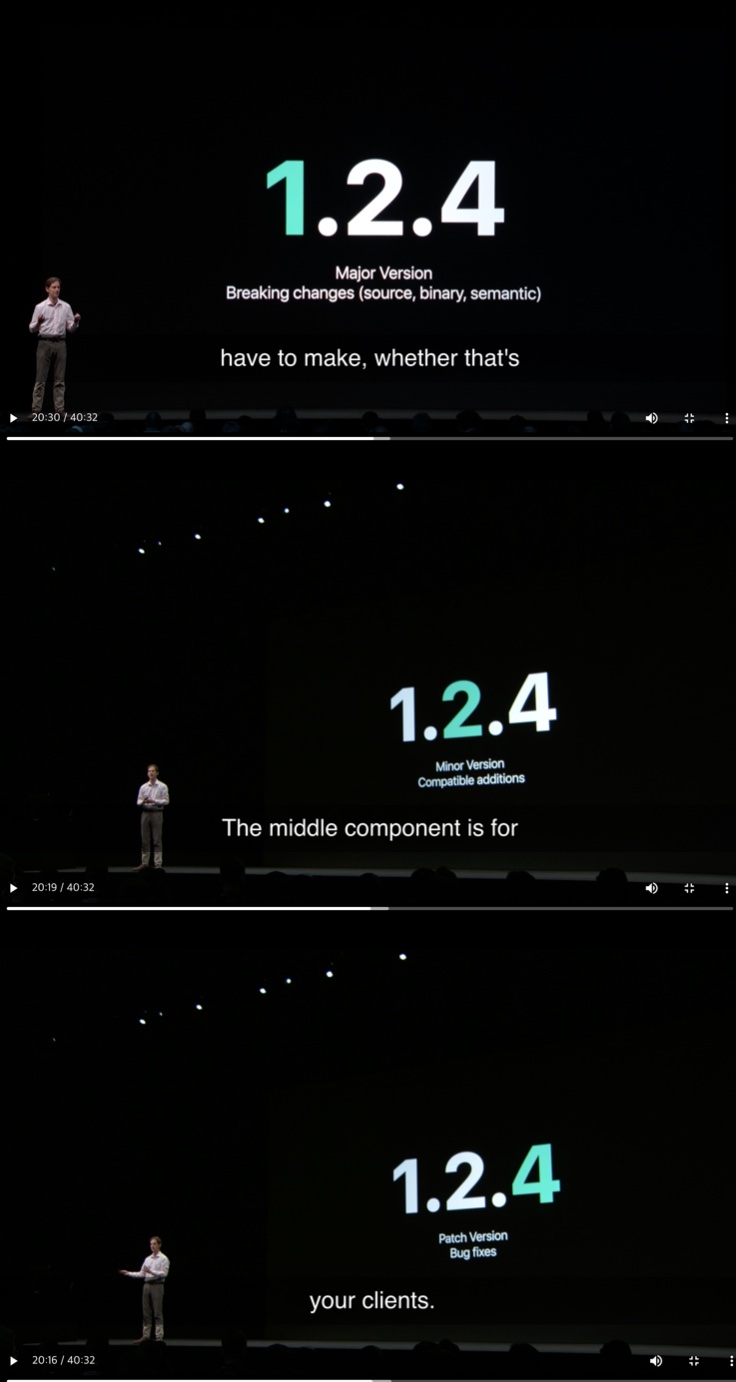 1.2.4
Major Version
Breaking changes (source, binary, semantic)
have to make, whether that's
20:30 / 40:32
1.2.4
Minor Version
Compatible additions
The middle component is for
20:19 / 40:32
1.2.4
Patch Version
Bug fixes
your clients.
20:16 / 40:32